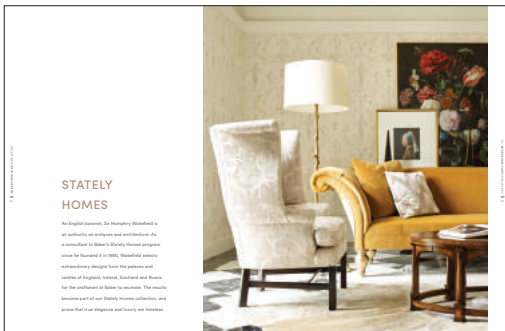 STATELY
HOMES
An English baronet, Sir Humphry Wakefield is
an authority on antiques and architecture. As
a consultant to Baker's Stately Homes program
since he founded it in 1980, Wakefield selects
extraordinary designs from the palaces and
castles of England, Ireland, Scotland and Russia
for the craftsmen at Baker to recreate. The results
become part of our Stately Homes collection, and
prove that true elegance and luxury are timeless.